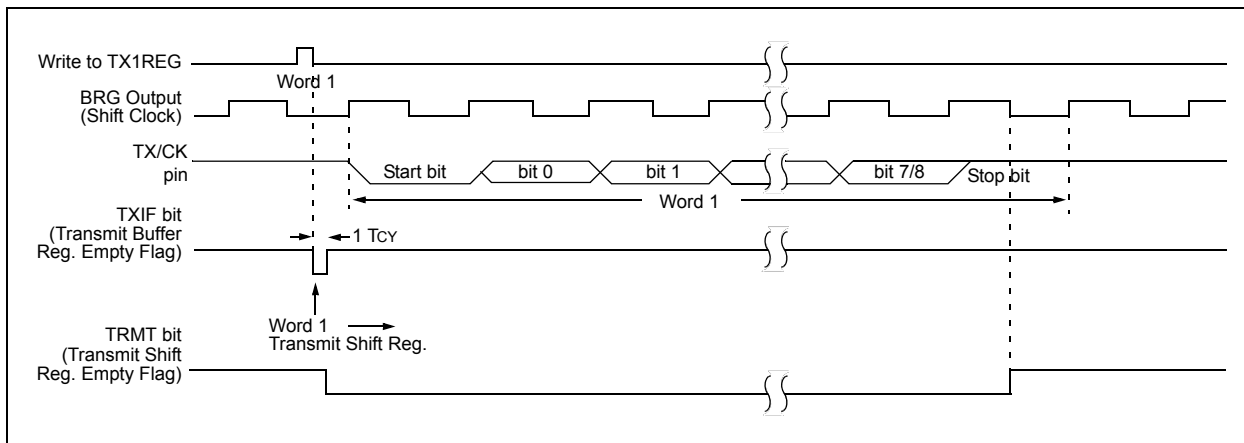 Write to TX1REG
Word 1
BRG Output
(Shift Clock)
TX/CK
pin
Start bit
bit 0
bit 1
bit 7/8
Stop bit
Word 1
TXIF bit
(Transmit Buffer
Reg. Empty Flag)
1 TCY
Word 1
Transmit Shift Reg.
TRMT bit
(Transmit Shift
Reg. Empty Flag)